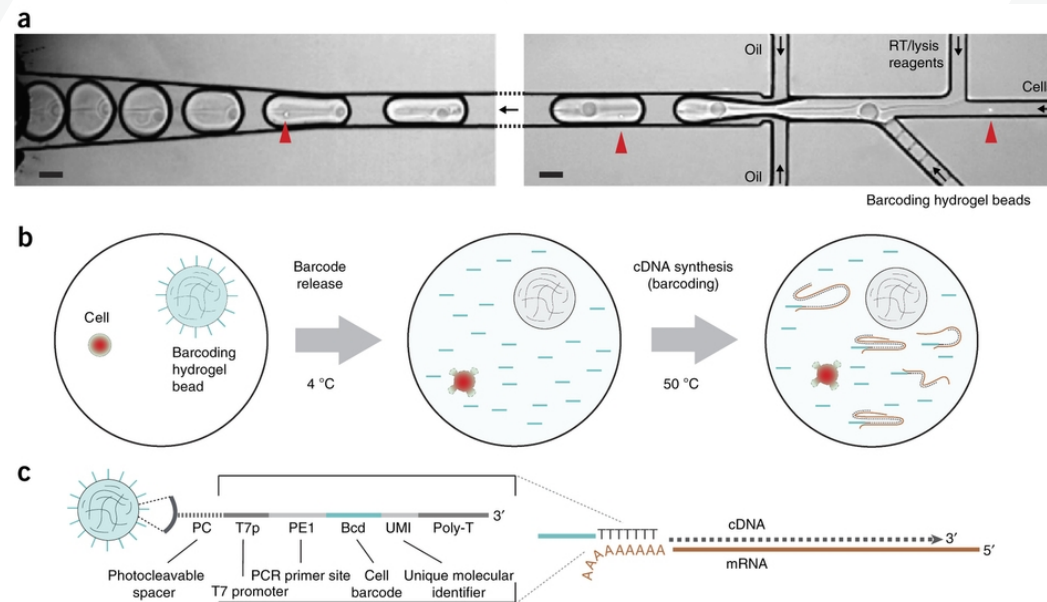 a
Oil
RT/lysis
reagents
Cell
Oil
Barcoding hydrogel beads
b
Cell
Barcoding
hydrogel
bead
Barcode
release
4 °C
cDNA synthesis
(barcoding)
50 °C
c
PC
T7p
PE1
Bcd
UMI
Poly-T
3′
Photocleavable
spacer
T7 promoter
PCR primer site
Cell
barcode
Unique molecular
identifier
TTTTTTT
AAAAAAAAA
cDNA
3′
mRNA
5′